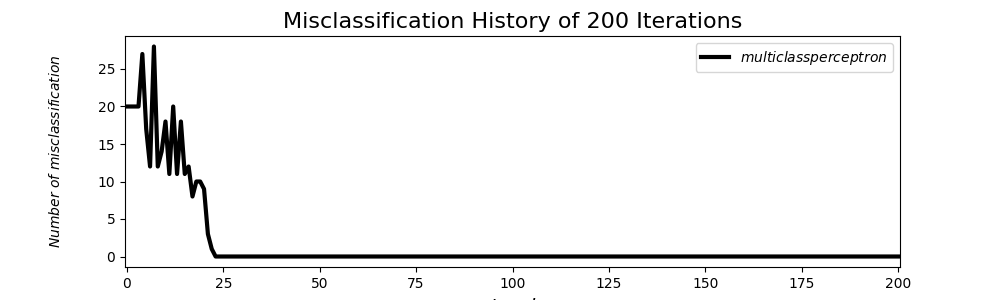 Misclassification History of 200 Iterations
Number of misclassification
multiclassperceptron
25
20
15
10
5
0
0 25 50 75 100 125 150 175 200